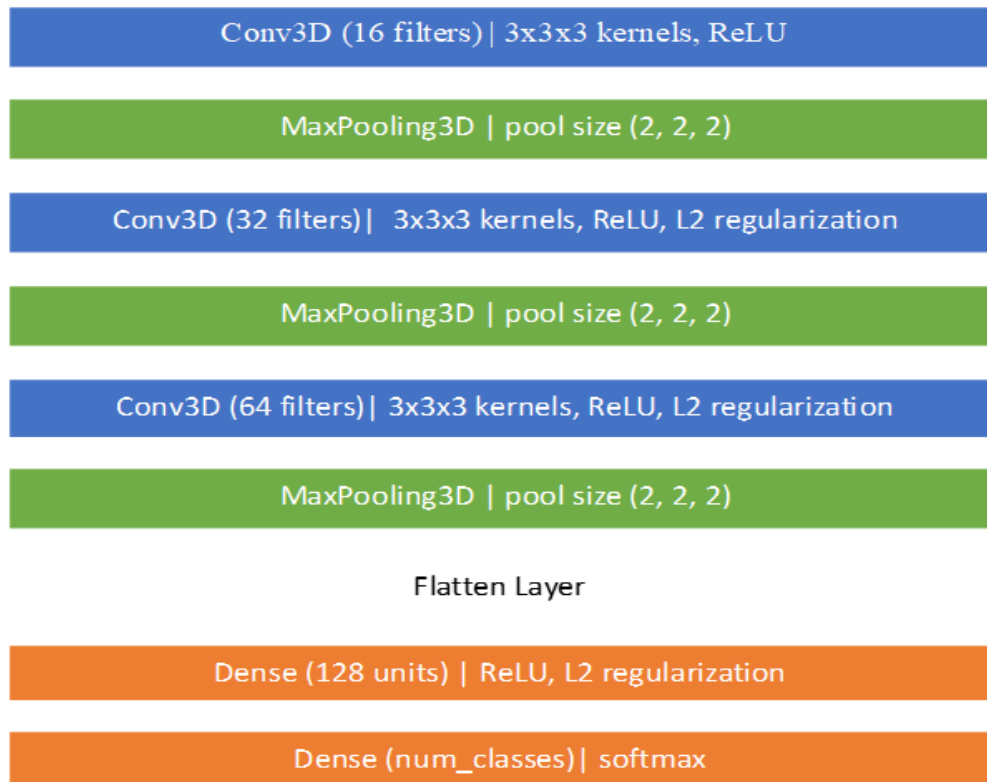 Conv3D (16 filters)| 3x3x3 kernels, ReLU
MaxPooling3D | pool size (2, 2, 2)
Conv3D (32 filters)|  3x3x3 kernels, ReLU, L2 regularization
MaxPooling3D | pool size (2, 2, 2)
Conv3D (64 filters)| 3x3x3 kernels, ReLU, L2 regularization
MaxPooling3D | pool size (2, 2, 2)
Flatten Layer
Dense (128 units) | ReLU, L2 regularization
Dense (num_classes)| softmax